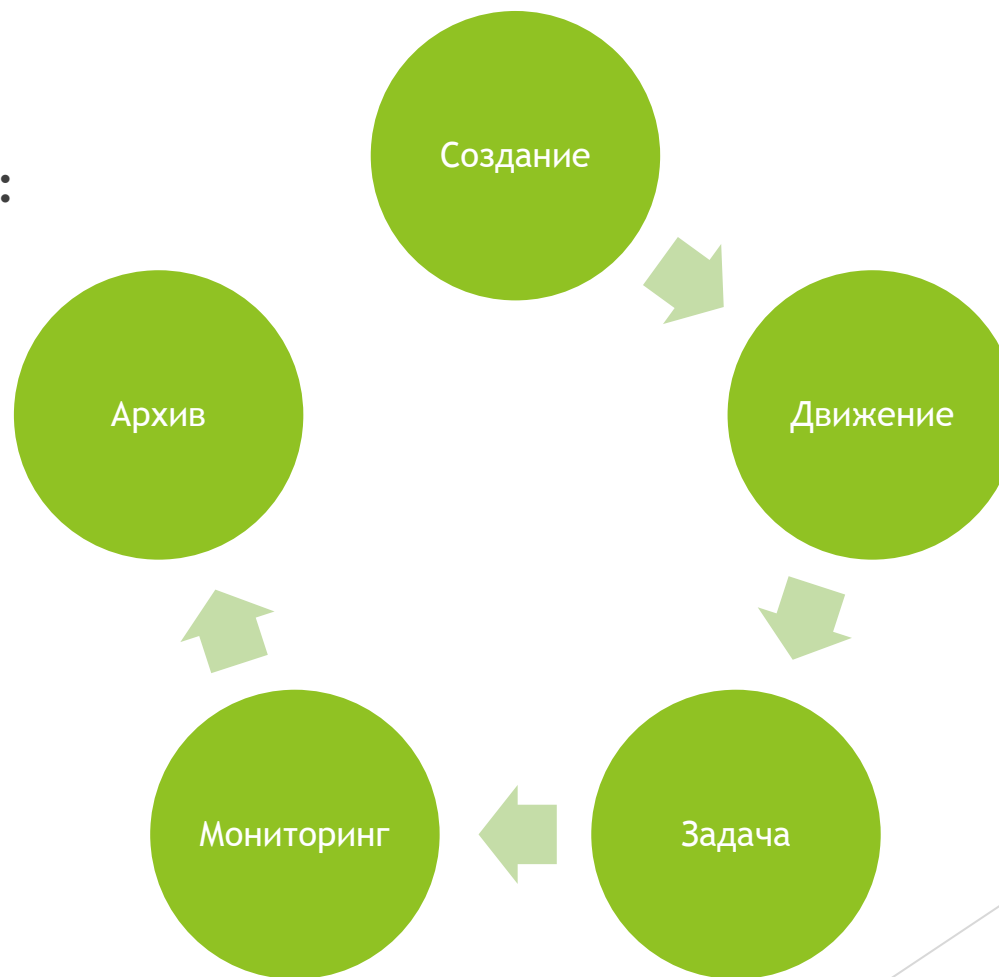 :
Создание
Движение
Задача
Мониторинг
Архив